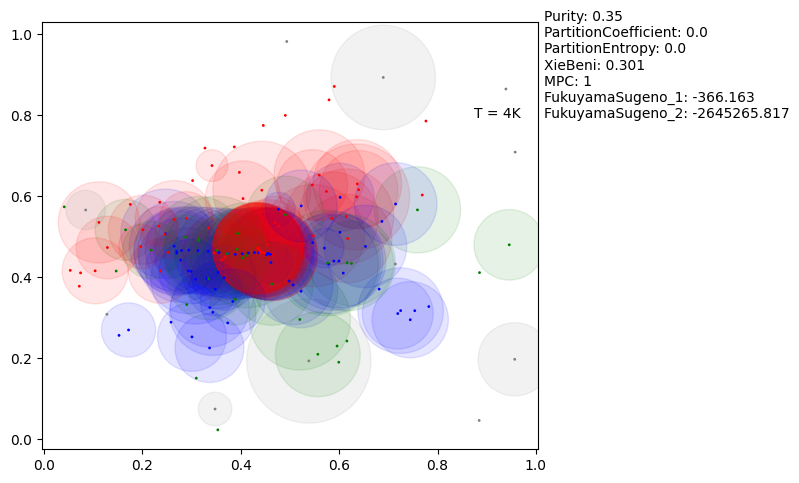 Purity: 0.35
PartitionCoefficient: 0.0
PartitionEntropy: 0.0
XieBeni: 0.301
MPC: 1
FukuyamaSugeno_1: -366.163
FukuyamaSugeno_2: -2645265.817
T = 4K
1.0
0.8
0.6
0.4
0.2
0.0
0.0 0.2 0.4 0.6 0.8 1.0